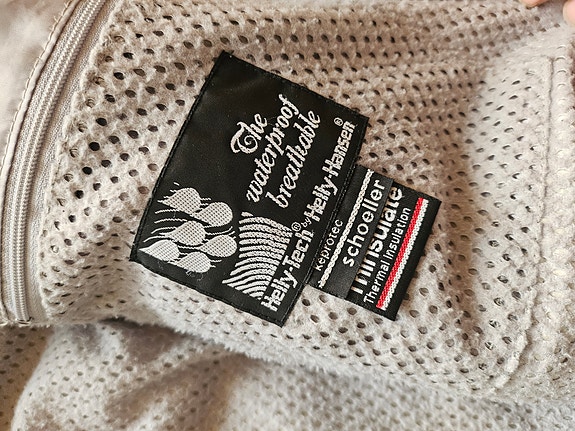 The
waterproof
breathable
Helly-Tech® by Helly-Hansen®
Keprotec
schoeller
Thinsulate
Thermal Insulation